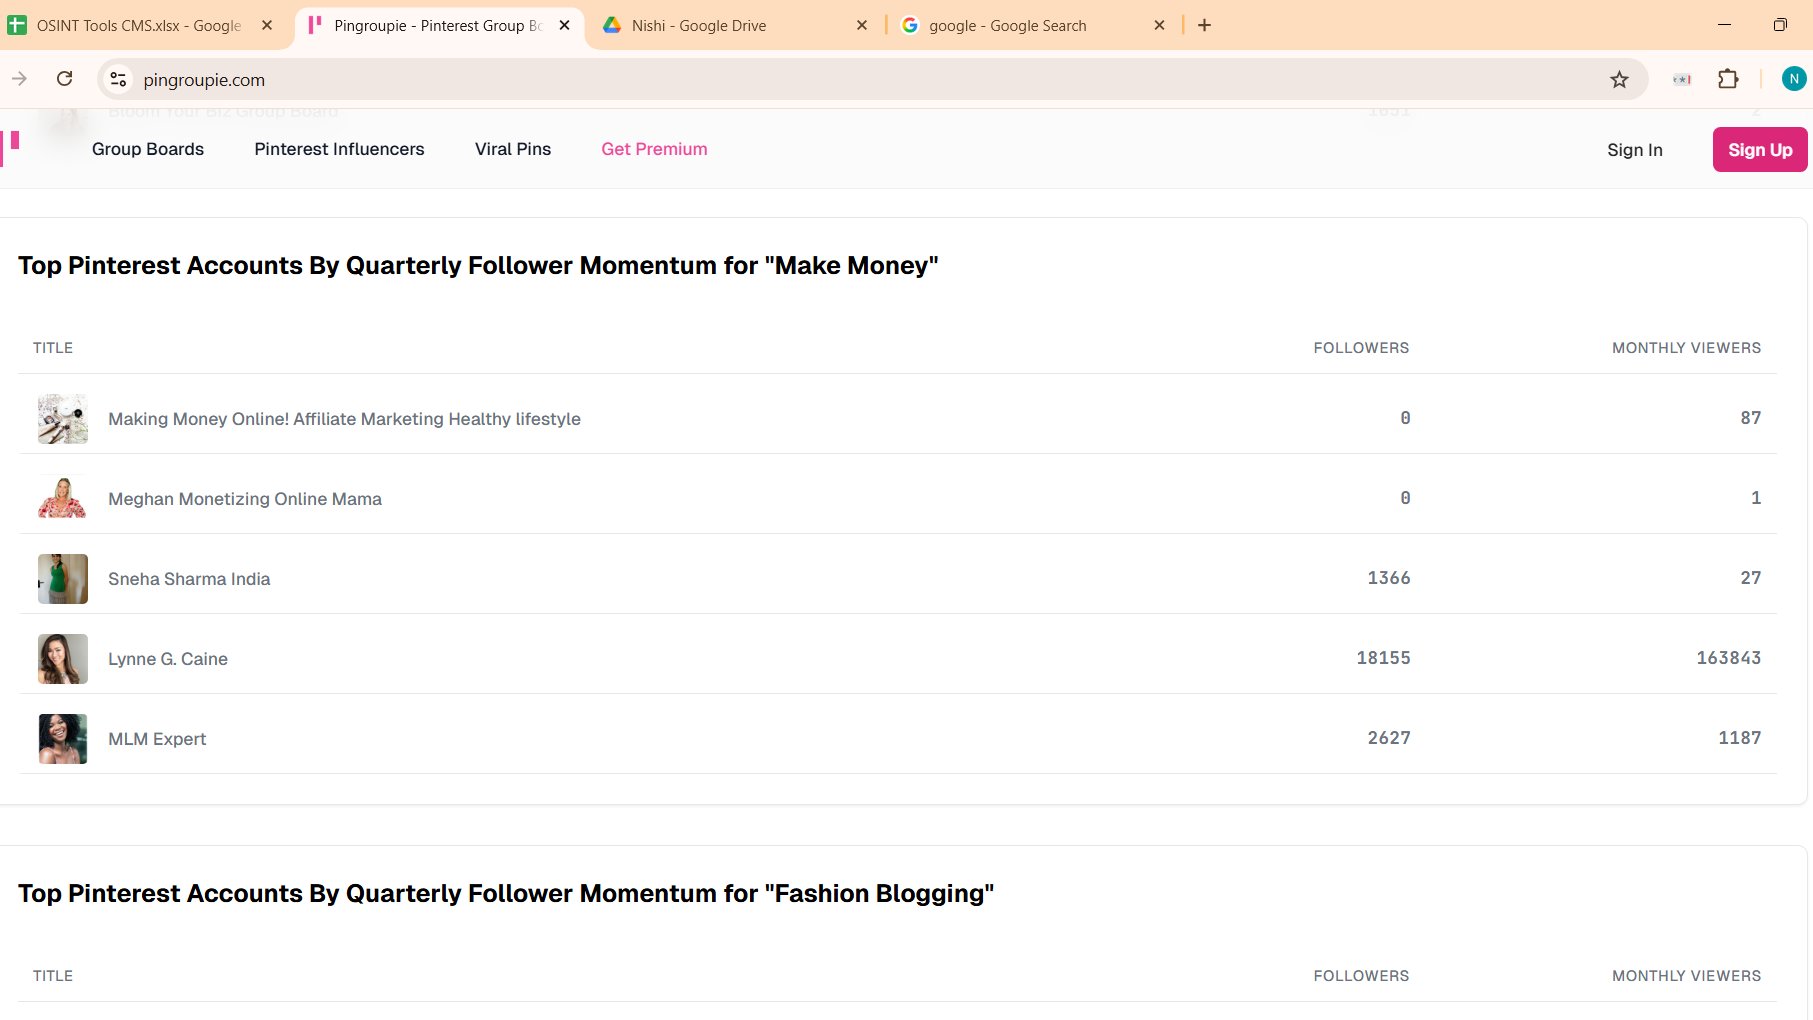 OSINT Tools CMS.xlsx - Google
Pingroupie - Pinterest Group Bo
Nishi - Google Drive
google - Google Search
pingroupie.com
N
Bloom Your Biz Group Board 1651 2
Group Boards Pinterest Influencers Viral Pins Get Premium Sign In Sign Up
Top Pinterest Accounts By Quarterly Follower Momentum for "Make Money"
TITLE FOLLOWERS MONTHLY VIEWERS
Making Money Online! Affiliate Marketing Healthy lifestyle 0 87
Meghan Monetizing Online Mama 0 1
Sneha Sharma India 1366 27
Lynne G. Caine 18155 163843
MLM Expert 2627 1187
Top Pinterest Accounts By Quarterly Follower Momentum for "Fashion Blogging"
TITLE FOLLOWERS MONTHLY VIEWERS